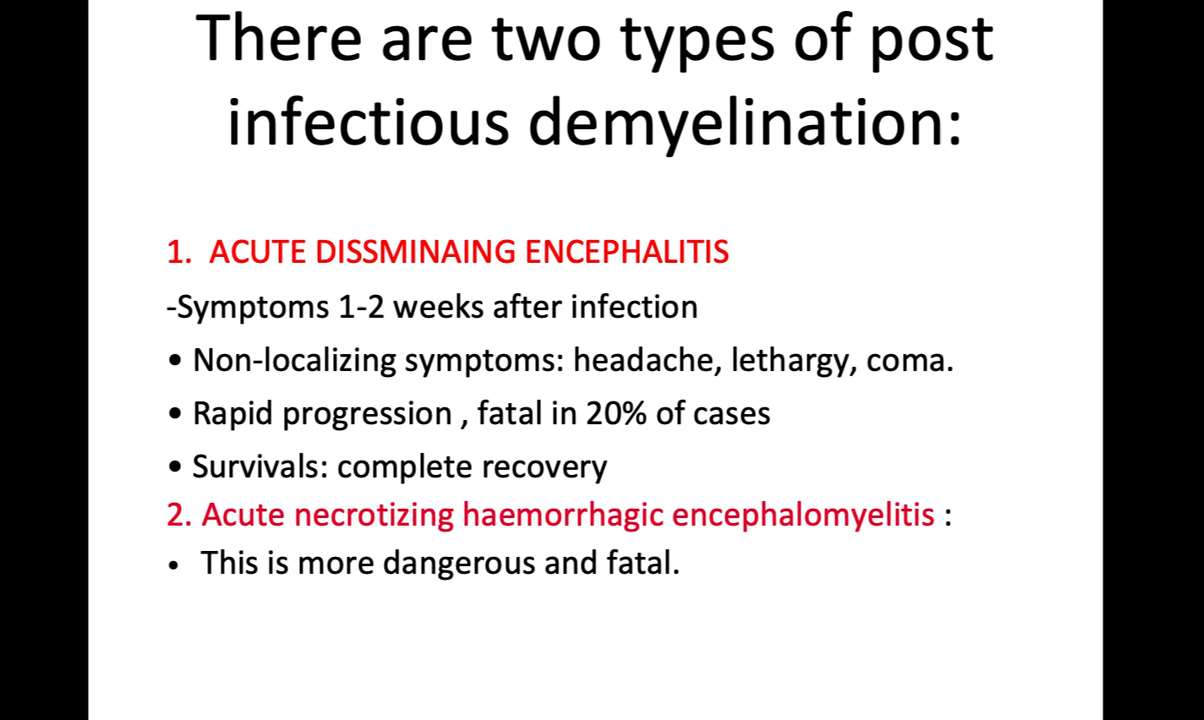 There are two types of post
infectious demyelination:
1. ACUTE DISSMINAING ENCEPHALITIS
-Symptoms 1-2 weeks after infection
• Non-localizing symptoms: headache, lethargy, coma.
• Rapid progression , fatal in 20% of cases
• Survivals: complete recovery
2. Acute necrotizing haemorrhagic encephalomyelitis :
• This is more dangerous and fatal.